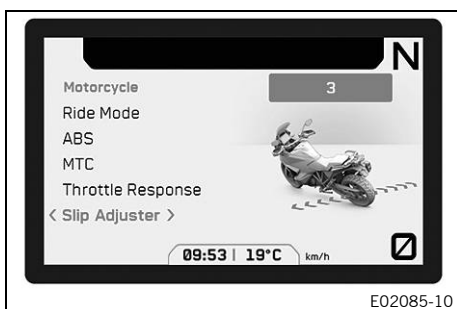 N
Motorcycle
3
Ride Mode
ABS
MTC
Throttle Response
< Slip Adjuster >
09:53 | 19°C km/h
E02085-10